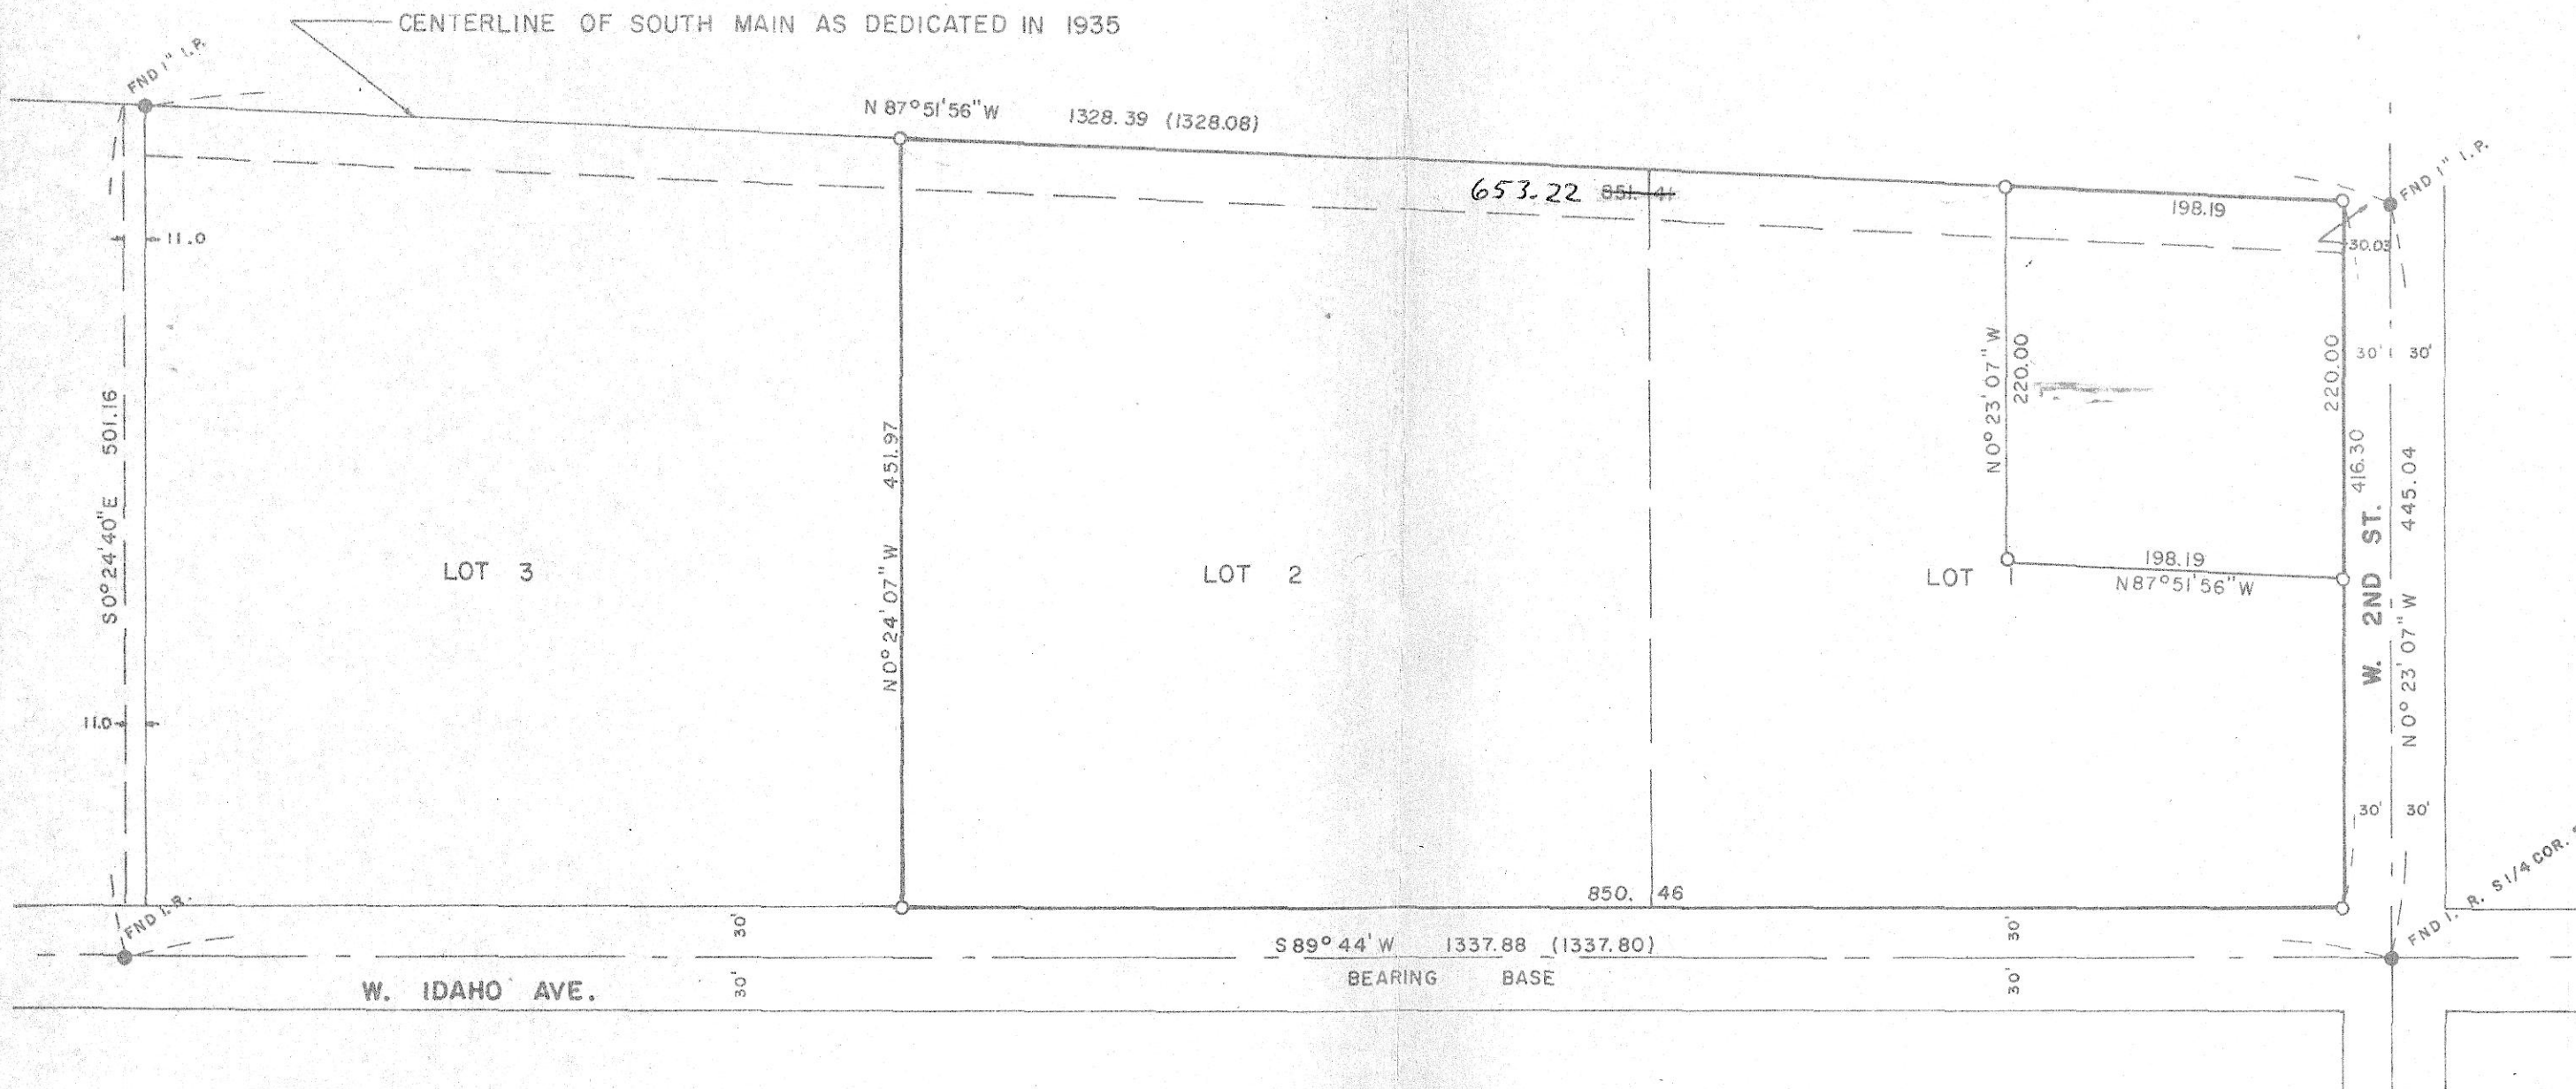 CENTERLINE OF SOUTH MAIN AS DEDICATED IN 1935
FND 1" I.P.
N 87°51'56"W 1328.39 (1328.08)
FND 1" I.P.
653.22 851.41
198.19
30.03
11.0
N0°23'07"W
220.00
220.00
30' 30'
S0°24'40"E 501.16
N0°24'07"W 451.97
416.30
445.04
LOT 3
LOT 2
LOT 1
198.19
N87°51'56"W
W. 2ND ST.
N0°23'07"W
11.0
30' 30'
FND I. R. S1/4 COR.
850.46
FND I. R.
30'
30'
S89°44'W 1337.88 (1337.80)
BEARING BASE
W. IDAHO AVE.
30'
30'